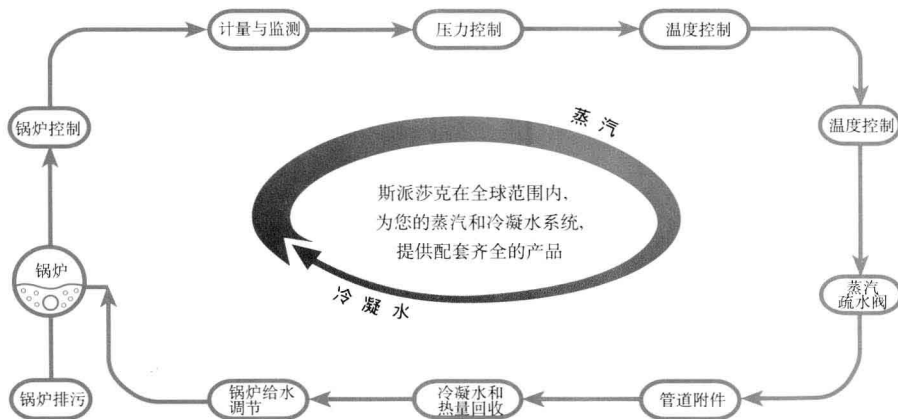 计量与监测
压力控制
温度控制
锅炉控制
温度控制
蒸汽
斯派莎克在全球范围内,
为您的蒸汽和冷凝水系统,
提供配套齐全的产品
锅炉
冷凝水
蒸汽
疏水阀
锅炉排污
锅炉给水
调节
冷凝水和
热量回收
管道附件